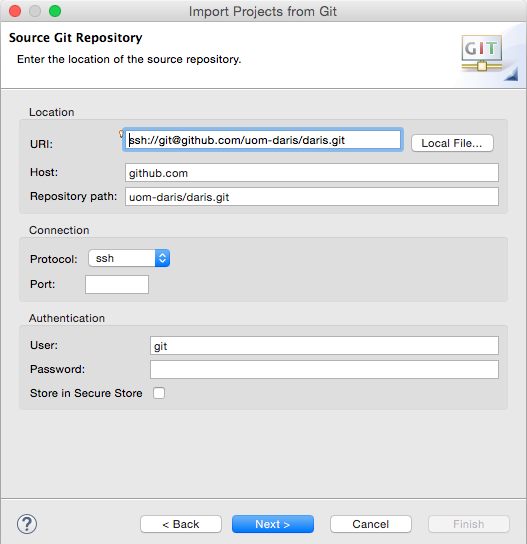 Import Projects from Git
Source Git Repository
Enter the location of the source repository.
GIT
Location
URI: ssh://git@github.com/uom-daris/daris.git Local File...
Host: github.com
Repository path: uom-daris/daris.git
Connection
Protocol: ssh
Port:
Authentication
User: git
Password:
Store in Secure Store
? < Back Next > Cancel Finish